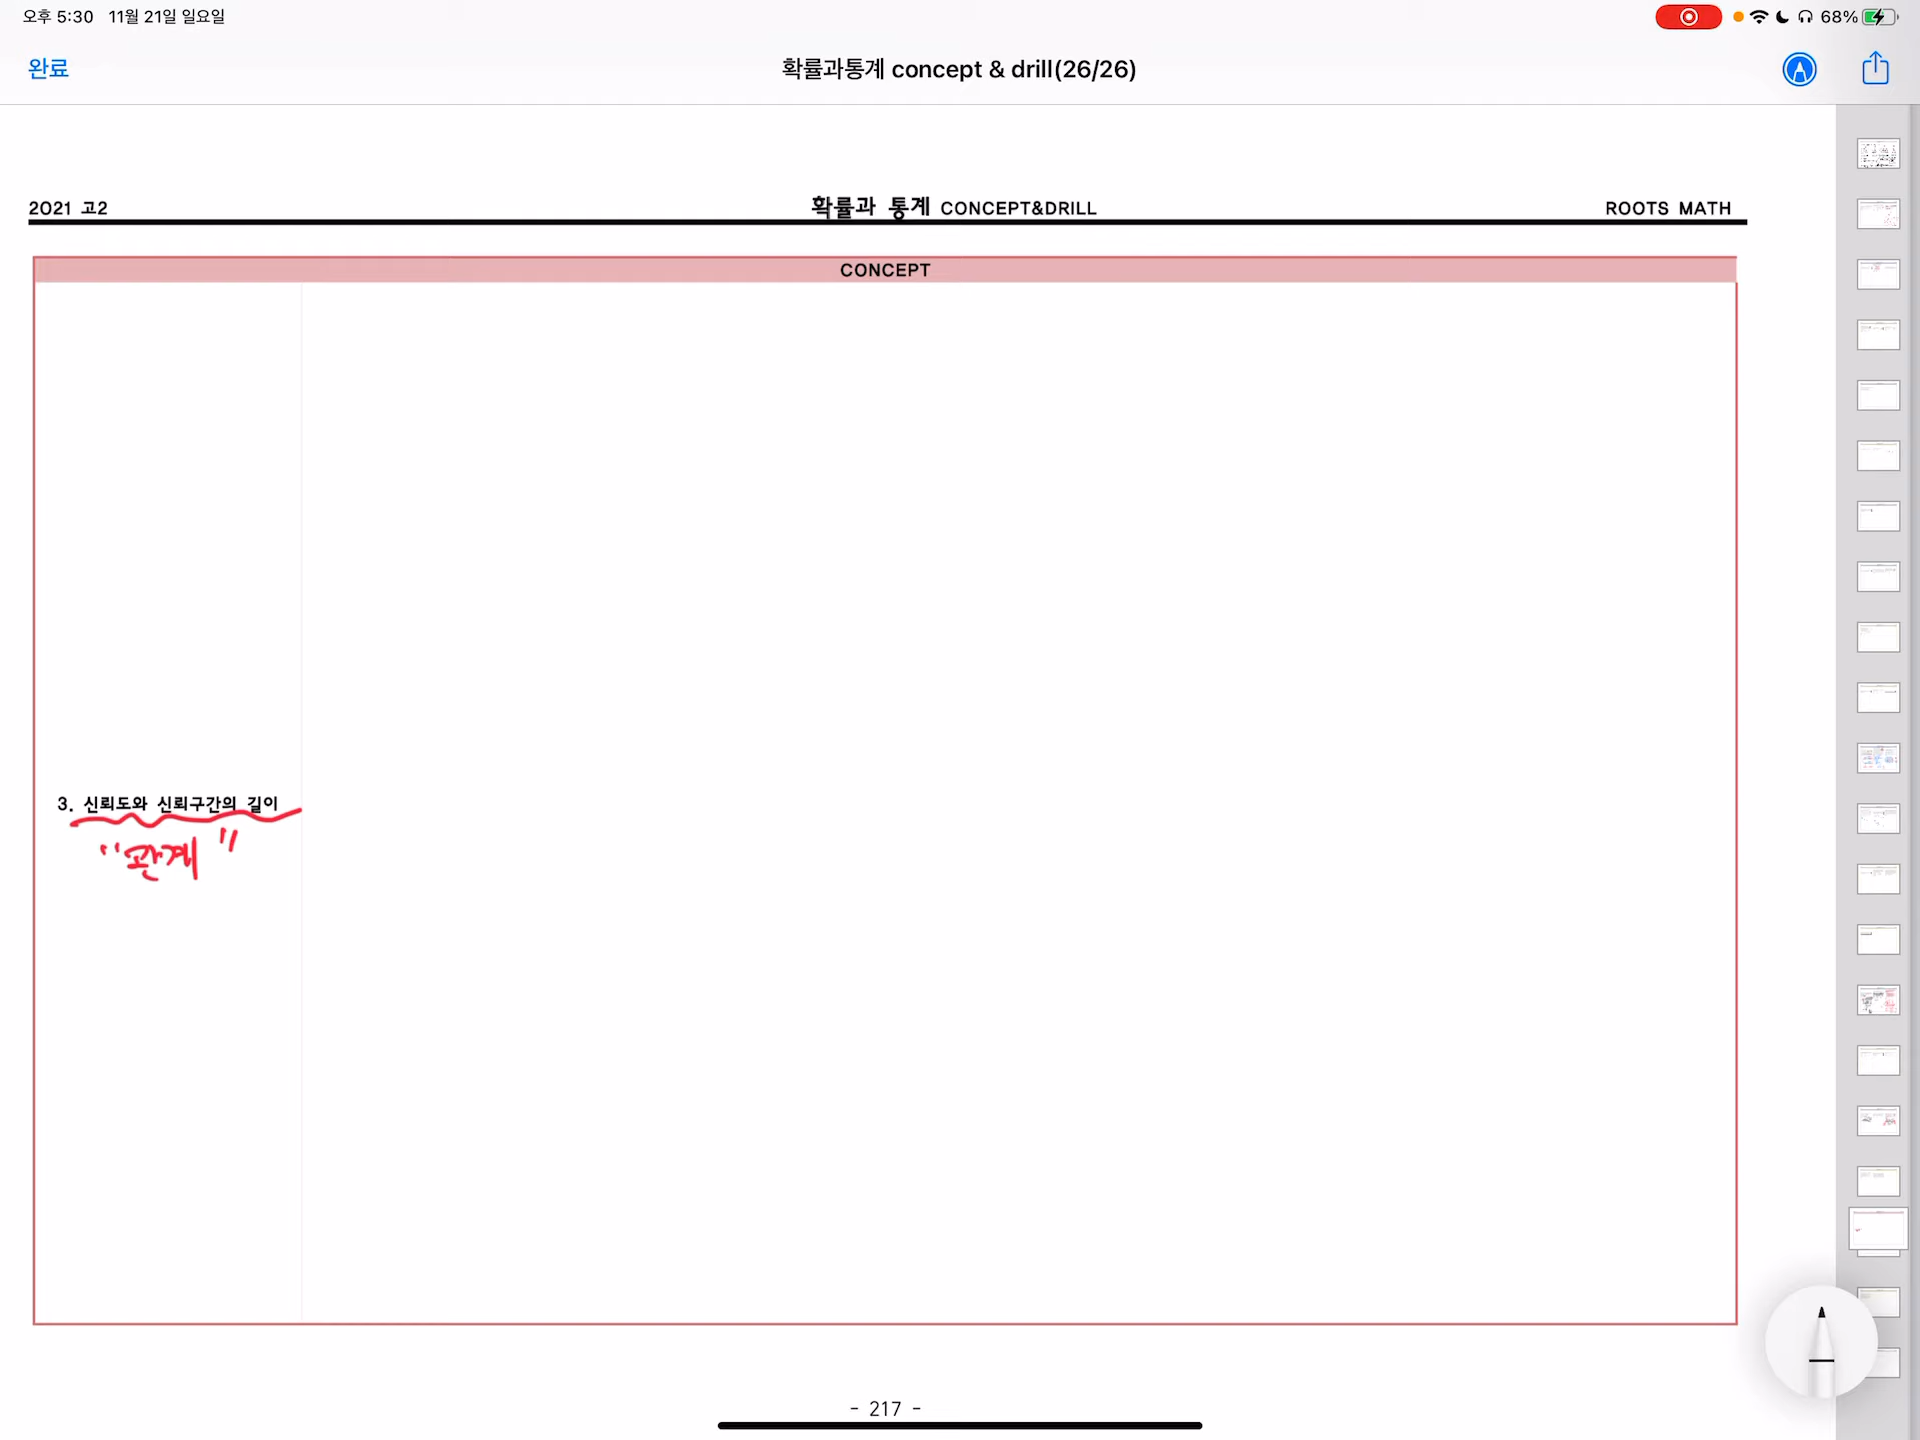 오후 5:30 11월 21일 일요일
68%
완료
확률과통계 concept & drill(26/26)
2021 고2
확률과 통계 CONCEPT&DRILL
ROOTS MATH
CONCEPT
3. 신뢰도와 신뢰구간의 길이
"관계"
- 217 -